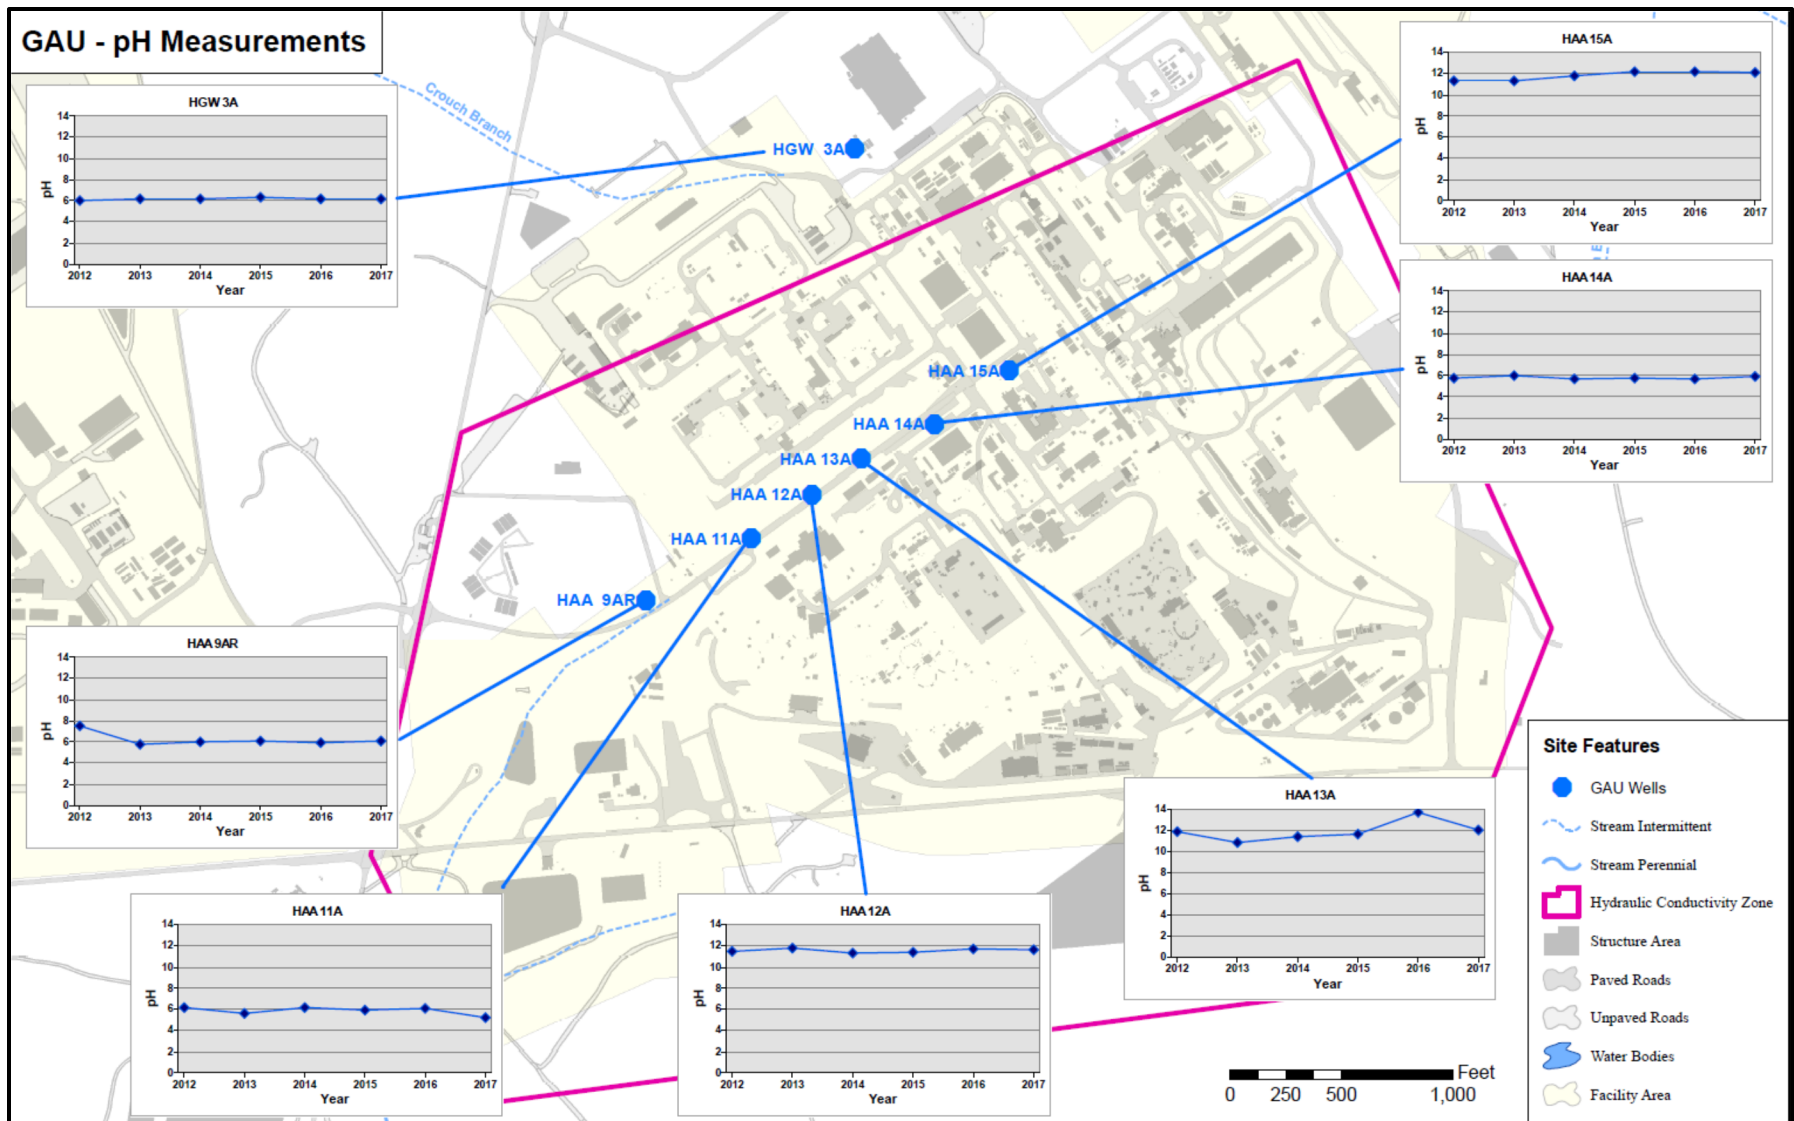 GAU - pH Measurements
Crouch Branch
HGW 3A
14
12
10
8
6
4
2
0
pH
2012 2013 2014 2015 2016 2017
Year
HAA 15A
14
12
10
8
6
4
2
0
pH
2012 2013 2014 2015 2016 2017
Year
HGW 3A
HAA 14A
14
12
10
8
6
4
2
0
pH
2012 2013 2014 2015 2016 2017
Year
HAA 15A
HAA 14A
HAA 13A
HAA 12A
HAA 11A
HAA 9AR
HAA 9AR
14
12
10
8
6
4
2
0
pH
2012 2013 2014 2015 2016 2017
Year
HAA 13A
14
12
10
8
6
4
2
0
pH
2012 2013 2014 2015 2016 2017
Year
HAA 11A
14
12
10
8
6
4
2
0
pH
2012 2013 2014 2015 2016 2017
Year
HAA 12A
14
12
10
8
6
4
2
0
pH
2012 2013 2014 2015 2016 2017
Year
Site Features
GAU Wells
Stream Intermittent
Stream Perennial
Hydraulic Conductivity Zone
Structure Area
Paved Roads
Unpaved Roads
Water Bodies
Facility Area
Feet
0 250 500 1,000